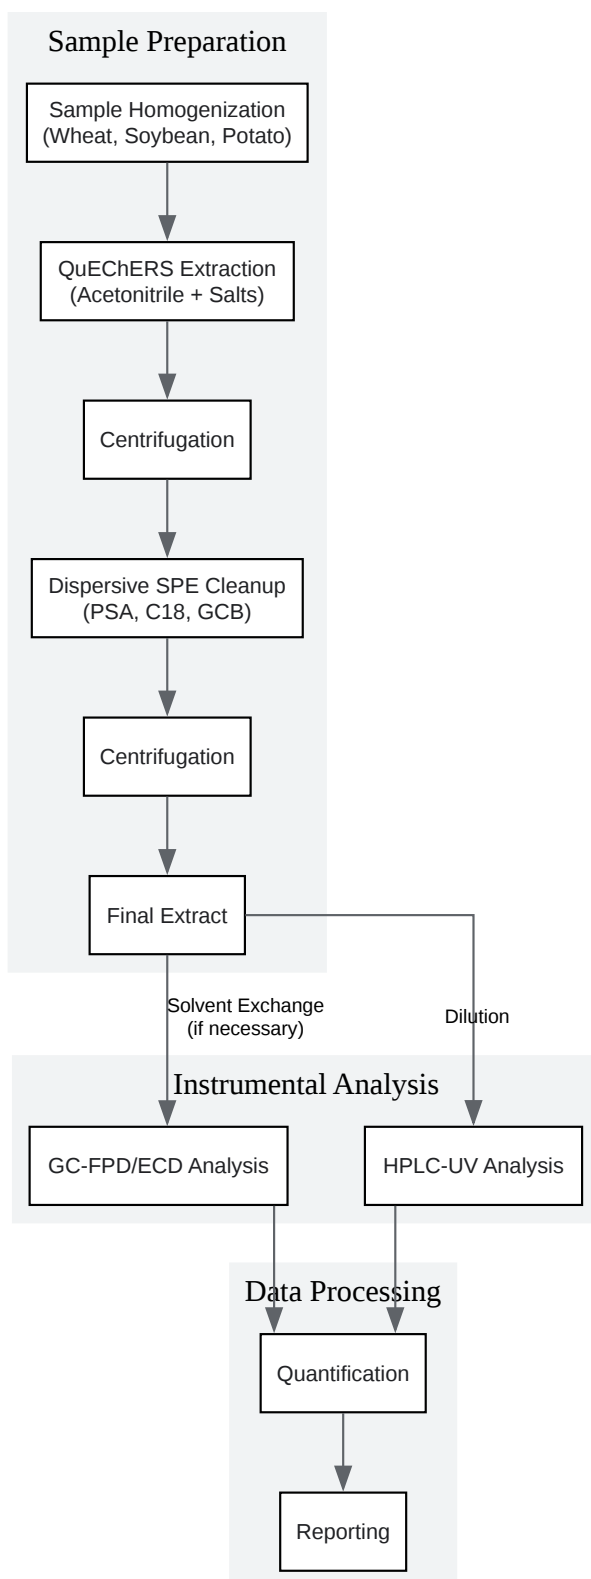 Sample Preparation
Sample Homogenization
(Wheat, Soybean, Potato)
QuEChERS Extraction
(Acetonitrile + Salts)
Centrifugation
Dispersive SPE Cleanup
(PSA, C18, GCB)
Centrifugation
Final Extract
Solvent Exchange
(if necessary)
Dilution
Instrumental Analysis
GC-FPD/ECD Analysis
HPLC-UV Analysis
Data Processing
Quantification
Reporting